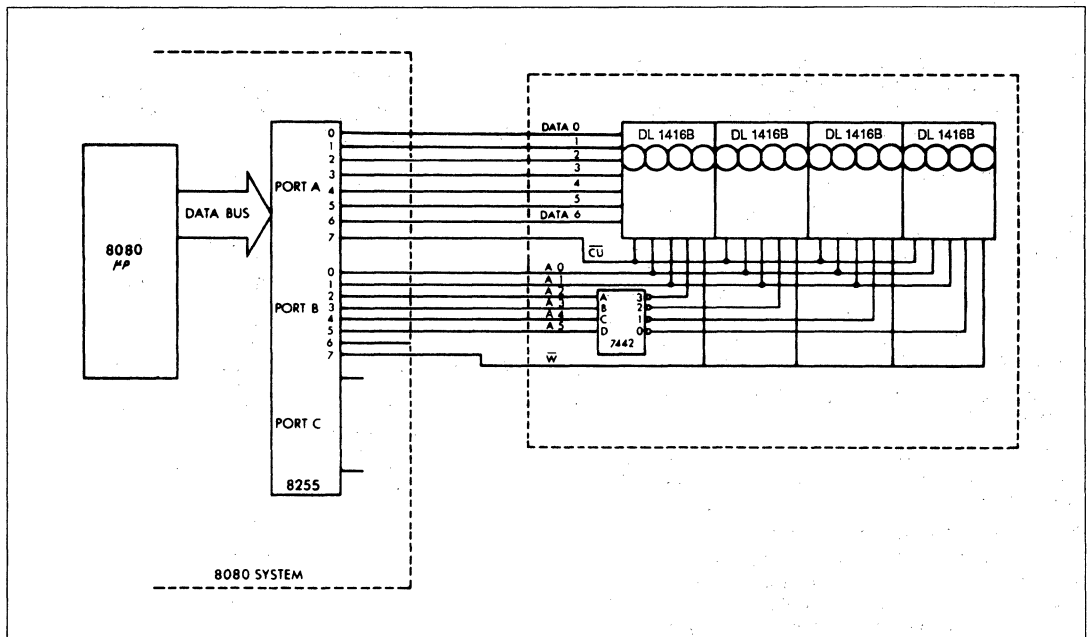 8080
μP
DATA BUS
PORT A
0
1
2
3
4
5
6
7
PORT B
0
1
2
3
4
5
6
7
PORT C
8255
8080 SYSTEM
DATA 0
1
2
3
4
5
DATA 6
CU
A 0
A 1
A 2
A 3
A 4
A 5
W
A
B
C
D
3
2
1
0
7442
DL 1416B
DL 1416B
DL 1416B
DL 1416B